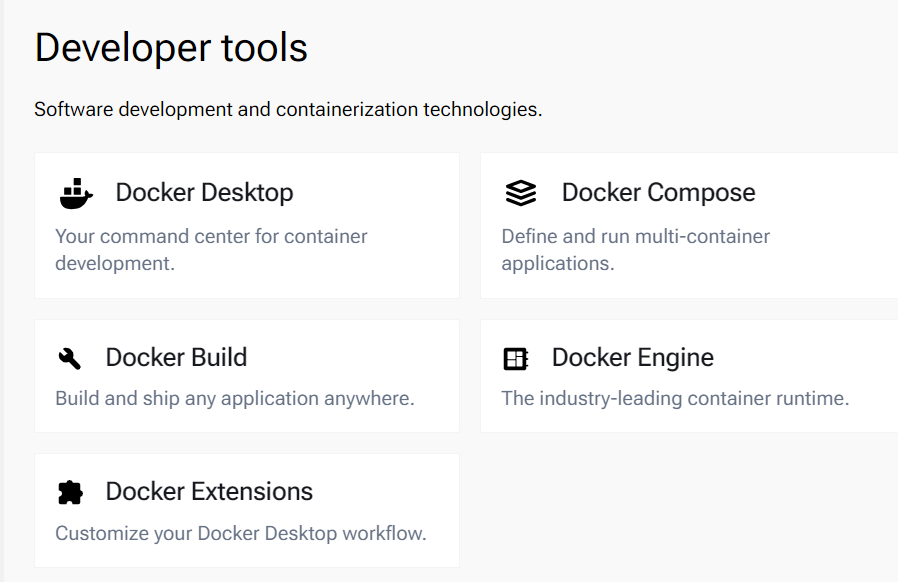 Developer tools
Software development and containerization technologies.
Docker Desktop
Your command center for container
development.
Docker Compose
Define and run multi-container
applications.
Docker Build
Build and ship any application anywhere.
Docker Engine
The industry-leading container runtime.
Docker Extensions
Customize your Docker Desktop workflow.